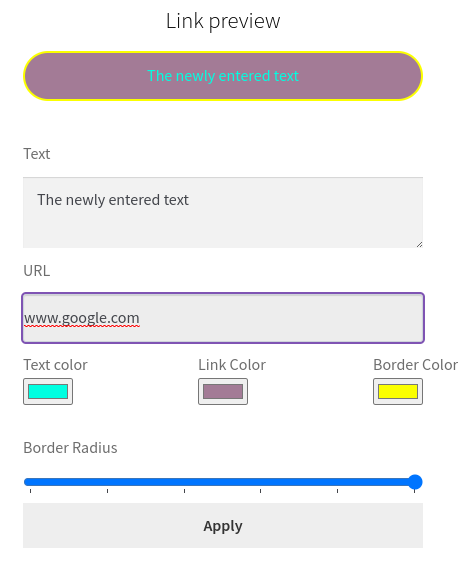 Link preview
The newly entered text
Text
The newly entered text
URL
www.google.com
Text color Link Color Border Color
Border Radius
Apply